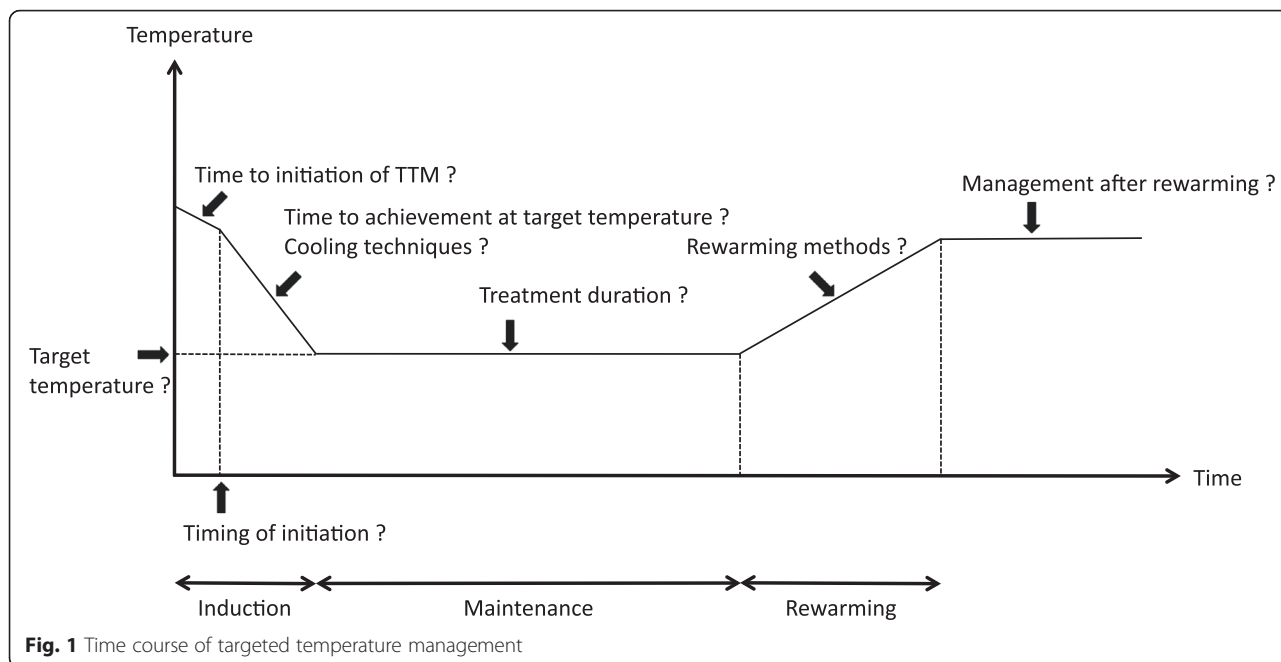 Temperature
Time to initiation of TTM ?
Management after rewarming ?
Time to achievement at target temperature ?
Cooling techniques ?
Rewarming methods ?
Treatment duration ?
Target
temperature ?
Time
Timing of initiation ?
Induction
Maintenance
Rewarming
Fig. 1 Time course of targeted temperature management